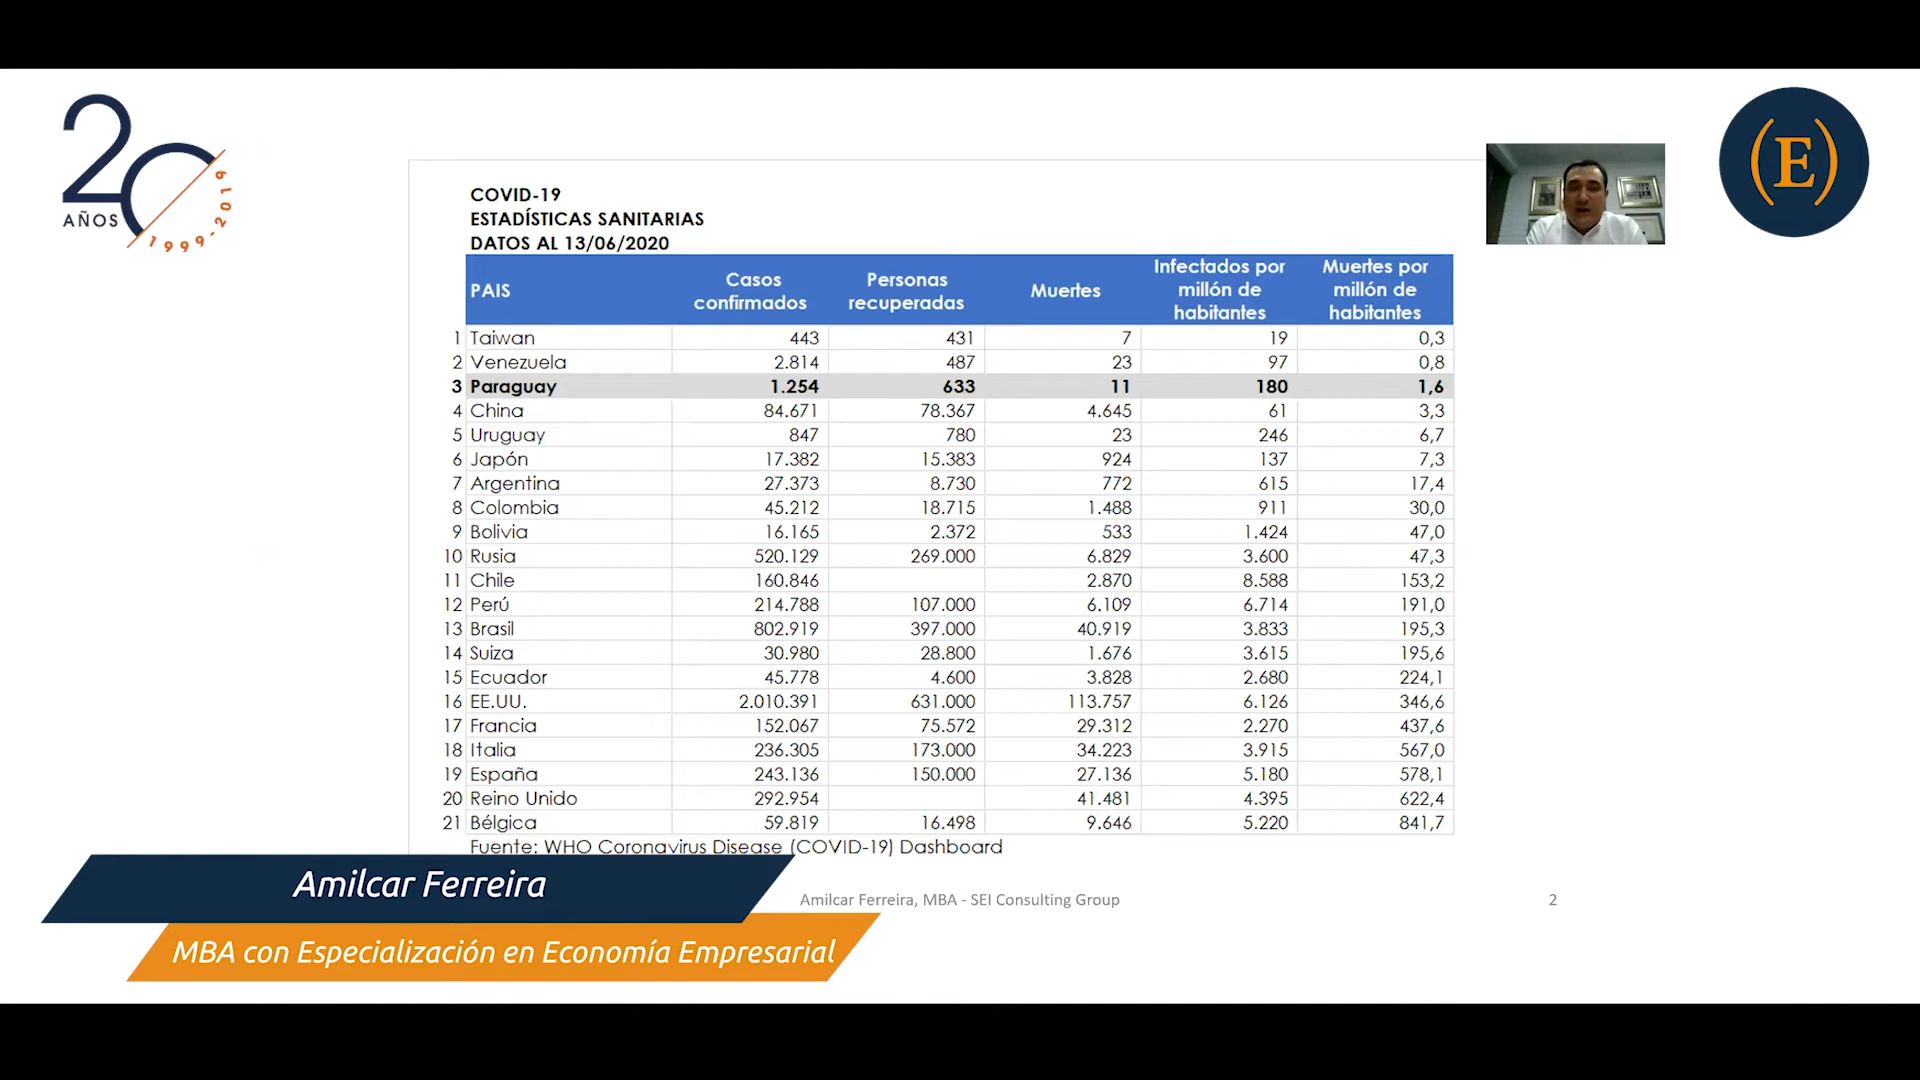 20
AÑOS
1999-2019
(E)
COVID-19
ESTADÍSTICAS SANITARIAS
DATOS AL 13/06/2020
PAIS Casos confirmados Personas recuperadas Muertes Infectados por millón de habitantes Muertes por millón de habitantes
1 Taiwan 443 431 7 19 0,3
2 Venezuela 2.814 487 23 97 0,8
3 Paraguay 1.254 633 11 180 1,6
4 China 84.671 78.367 4.645 61 3,3
5 Uruguay 847 780 23 246 6,7
6 Japón 17.382 15.383 924 137 7,3
7 Argentina 27.373 8.730 772 615 17,4
8 Colombia 45.212 18.715 1.488 911 30,0
9 Bolivia 16.165 2.372 533 1.424 47,0
10 Rusia 520.129 269.000 6.829 3.600 47,3
11 Chile 160.846 2.870 8.588 153,2
12 Perú 214.788 107.000 6.109 6.714 191,0
13 Brasil 802.919 397.000 40.919 3.833 195,3
14 Suiza 30.980 28.800 1.676 3.615 195,6
15 Ecuador 45.778 4.600 3.828 2.680 224,1
16 EE.UU. 2.010.391 631.000 113.757 6.126 346,6
17 Francia 152.067 75.572 29.312 2.270 437,6
18 Italia 236.305 173.000 34.223 3.915 567,0
19 España 243.136 150.000 27.136 5.180 578,1
20 Reino Unido 292.954 41.481 4.395 622,4
21 Bélgica 59.819 16.498 9.646 5.220 841,7
Fuente: WHO Coronavirus Disease (COVID-19) Dashboard
Amilcar Ferreira
Amilcar Ferreira, MBA - SEI Consulting Group 2
MBA con Especialización en Economía Empresarial